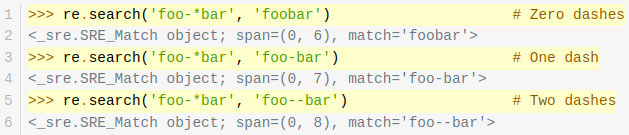 1 >>> re.search('foo-*bar', 'foobar')                     # Zero dashes
2 <_sre.SRE_Match object; span=(0, 6), match='foobar'>
3 >>> re.search('foo-*bar', 'foo-bar')                    # One dash
4 <_sre.SRE_Match object; span=(0, 7), match='foo-bar'>
5 >>> re.search('foo-*bar', 'foo--bar')                   # Two dashes
6 <_sre.SRE_Match object; span=(0, 8), match='foo--bar'>